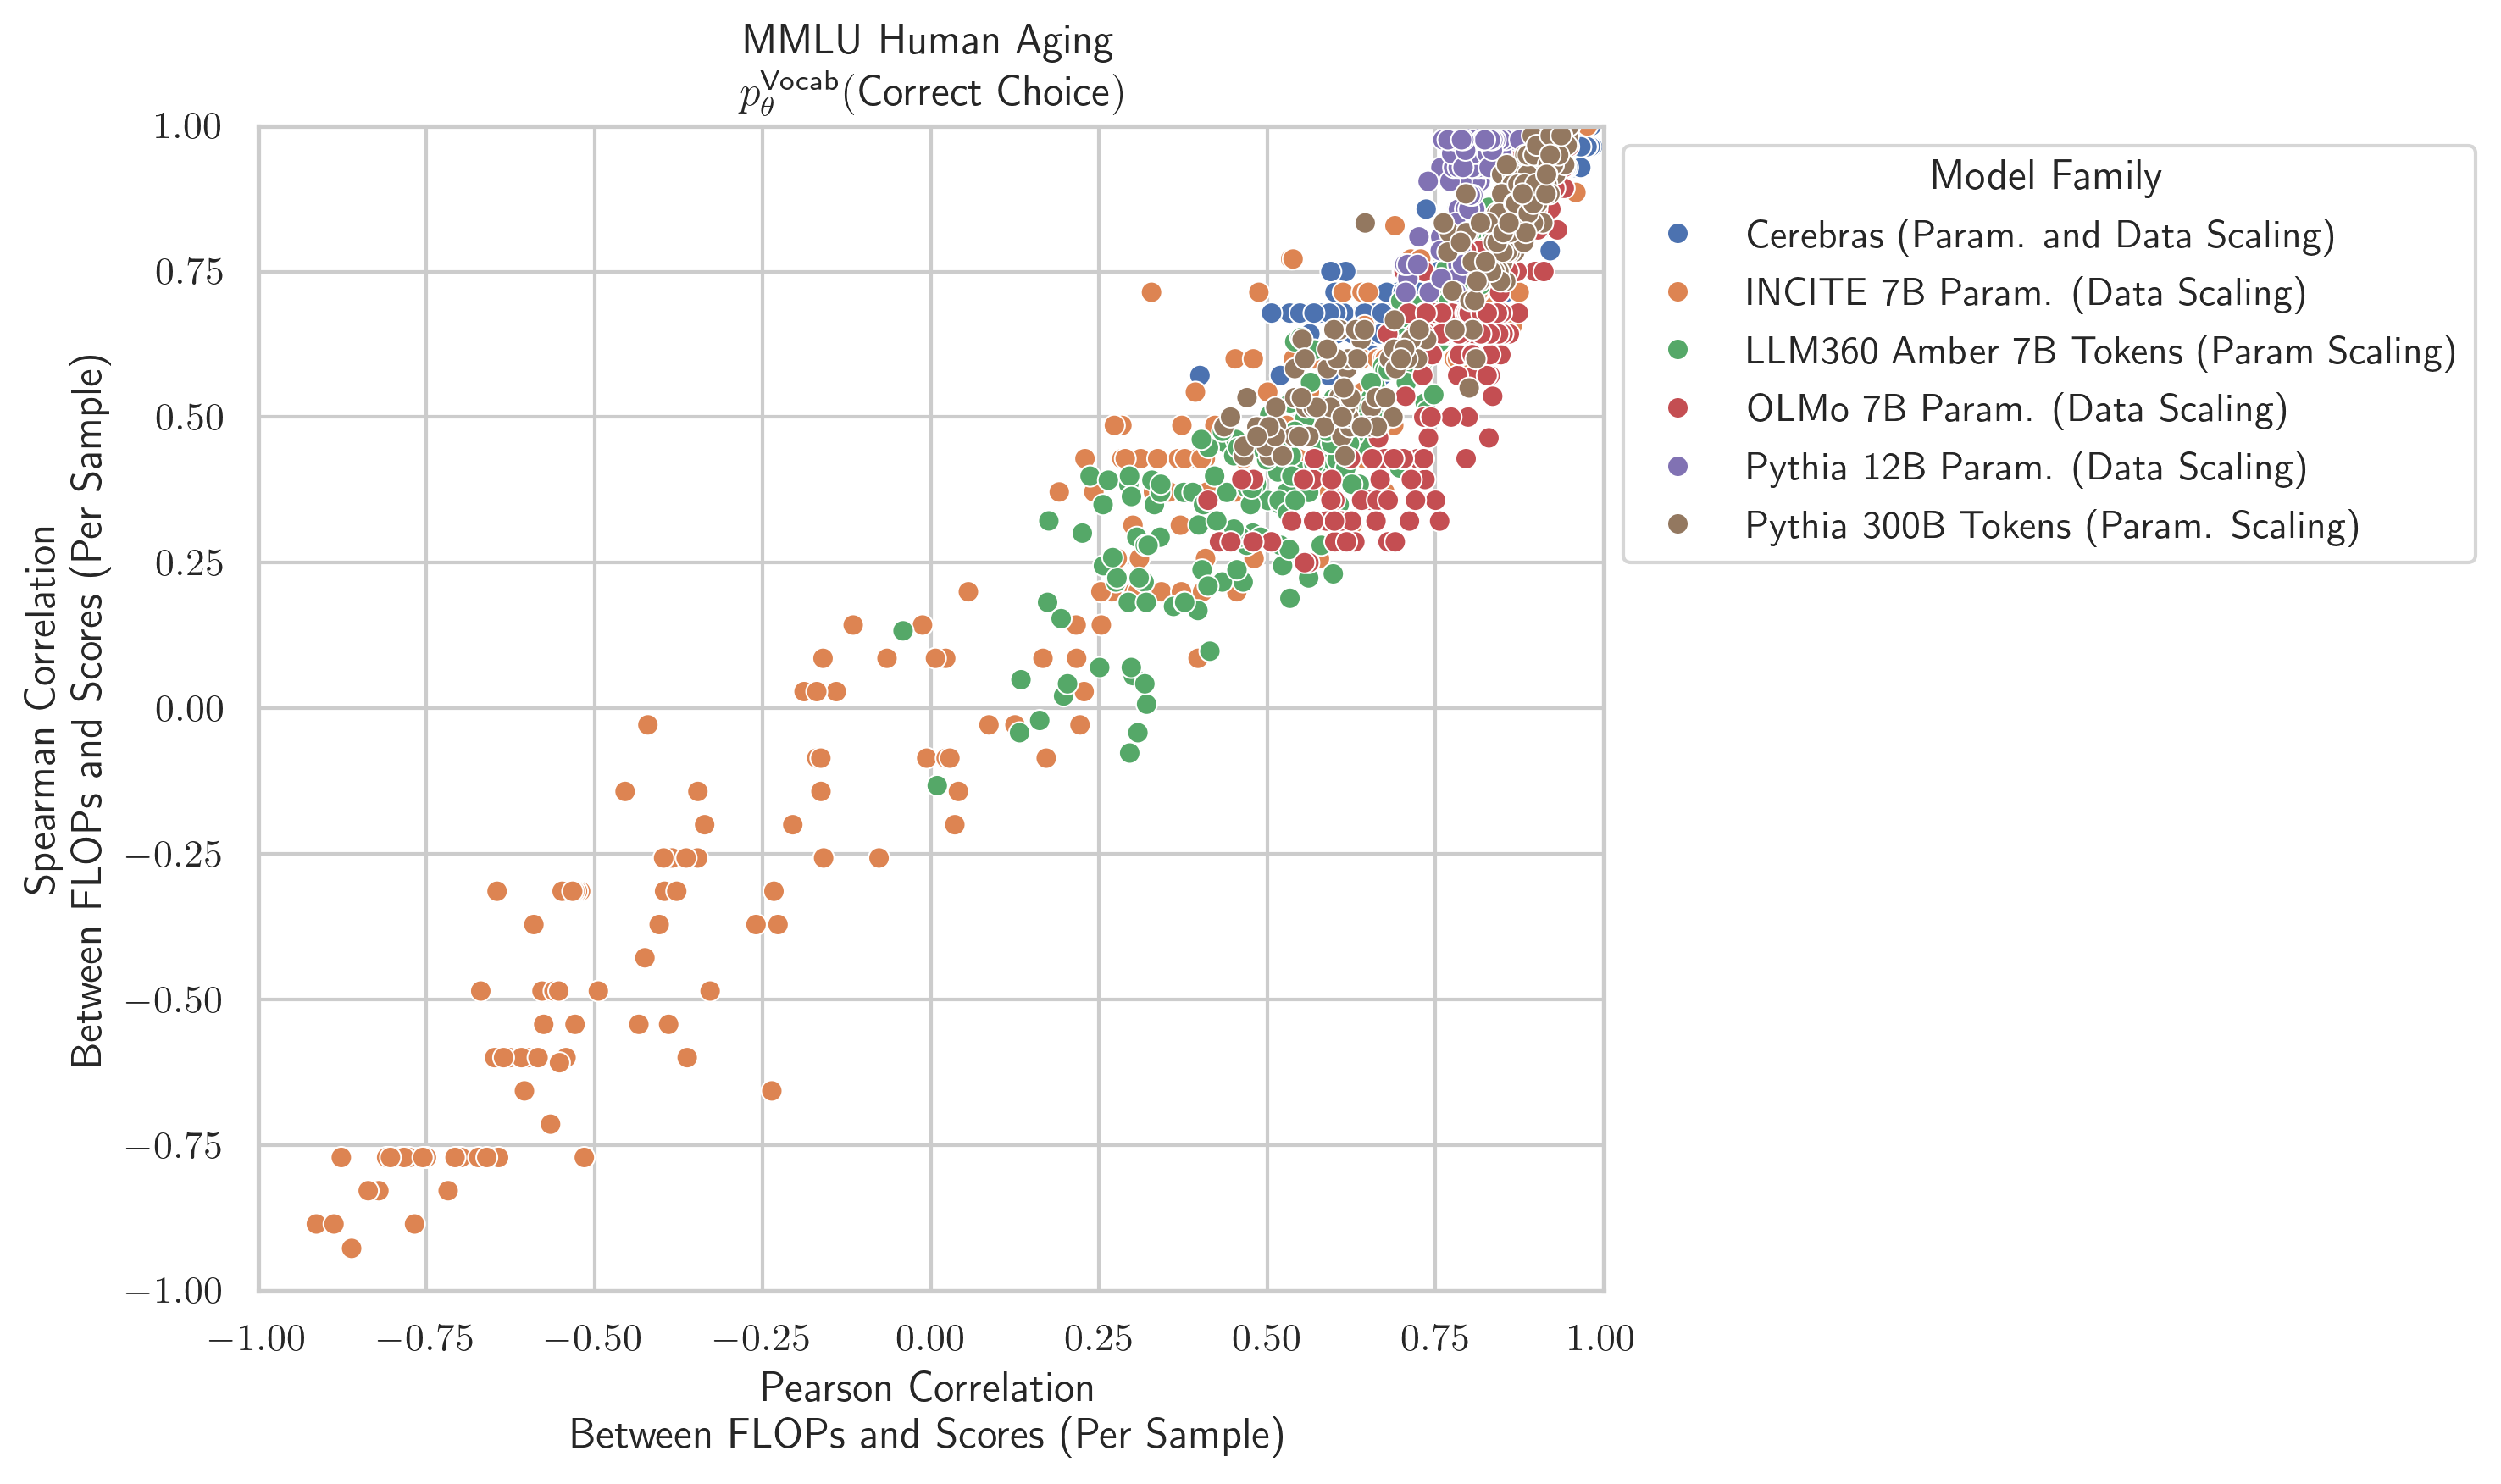 MMLU Human Aging
p_θ^Vocab(Correct Choice)
Spearman Correlation
Between FLOPs and Scores (Per Sample)
1.00
0.75
0.50
0.25
0.00
−0.25
−0.50
−0.75
−1.00
−1.00
−0.75
−0.50
−0.25
0.00
0.25
0.50
0.75
1.00
Pearson Correlation
Between FLOPs and Scores (Per Sample)
Model Family
Cerebras (Param. and Data Scaling)
INCITE 7B Param. (Data Scaling)
LLM360 Amber 7B Tokens (Param Scaling)
OLMo 7B Param. (Data Scaling)
Pythia 12B Param. (Data Scaling)
Pythia 300B Tokens (Param. Scaling)